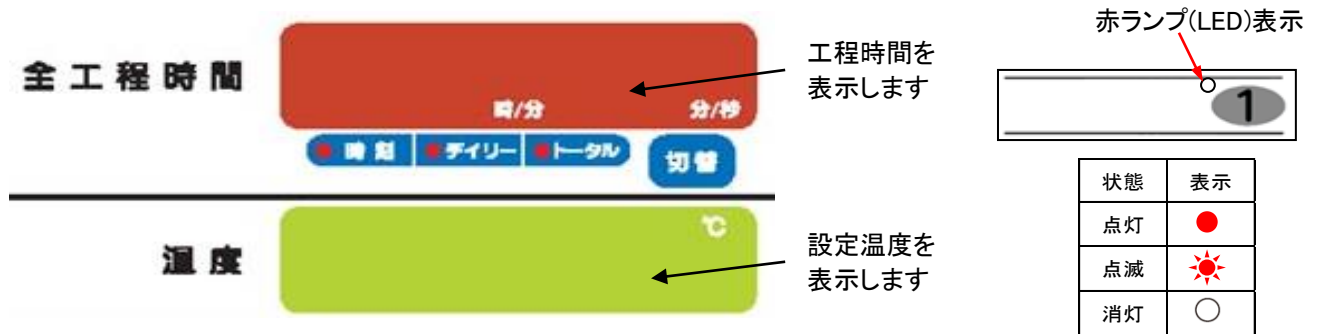 赤ランプ(LED)表示
全工程時間
時/分 分/秒
時刻 デイリー トータル 切替
工程時間を
表示します
1
温度
℃
設定温度を
表示します
状態 表示
点灯
点滅
消灯